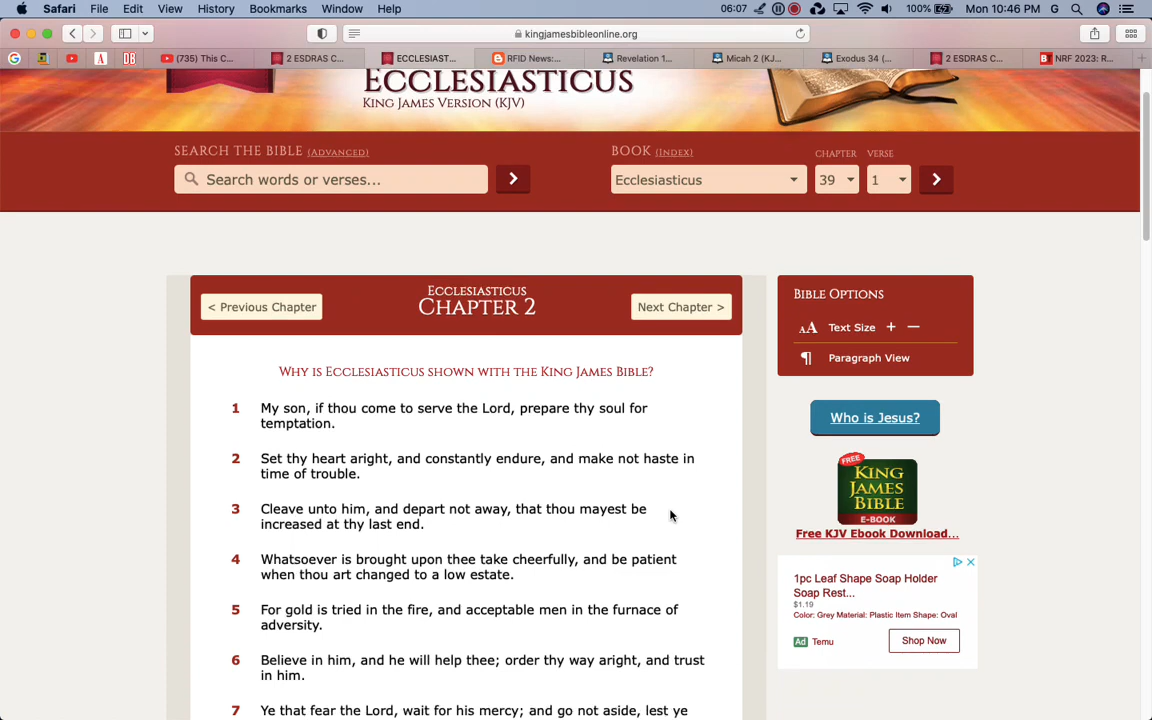 Safari File Edit View History Bookmarks Window Help 06:07 100% Mon 10:46 PM G
kingjamesbibleonline.org
(735) This C... 2 ESDRAS C... ECCLESIAST... RFID News:... Revelation 1... Micah 2 (KJ... Exodus 34 (... 2 ESDRAS C... NRF 2023: R...
Ecclesiasticus
King James Version (KJV)
Search the Bible (Advanced)
Book (Index) Chapter Verse
Search words or verses...
Ecclesiasticus 39 1
< Previous Chapter
Ecclesiasticus
Chapter 2
Next Chapter >
Why is Ecclesiasticus shown with the King James Bible?
1 My son, if thou come to serve the Lord, prepare thy soul for
temptation.
2 Set thy heart aright, and constantly endure, and make not haste in
time of trouble.
3 Cleave unto him, and depart not away, that thou mayest be
increased at thy last end.
4 Whatsoever is brought upon thee take cheerfully, and be patient
when thou art changed to a low estate.
5 For gold is tried in the fire, and acceptable men in the furnace of
adversity.
6 Believe in him, and he will help thee; order thy way aright, and trust
in him.
7 Ye that fear the Lord, wait for his mercy; and go not aside, lest ye
Bible Options
AA Text Size + —
¶ Paragraph View
Who is Jesus?
FREE
King
James
Bible
E-BOOK
Free KJV Ebook Download...
1pc Leaf Shape Soap Holder
Soap Rest...
$1.19
Color: Grey Material: Plastic Item Shape: Oval
Ad Temu
Shop Now